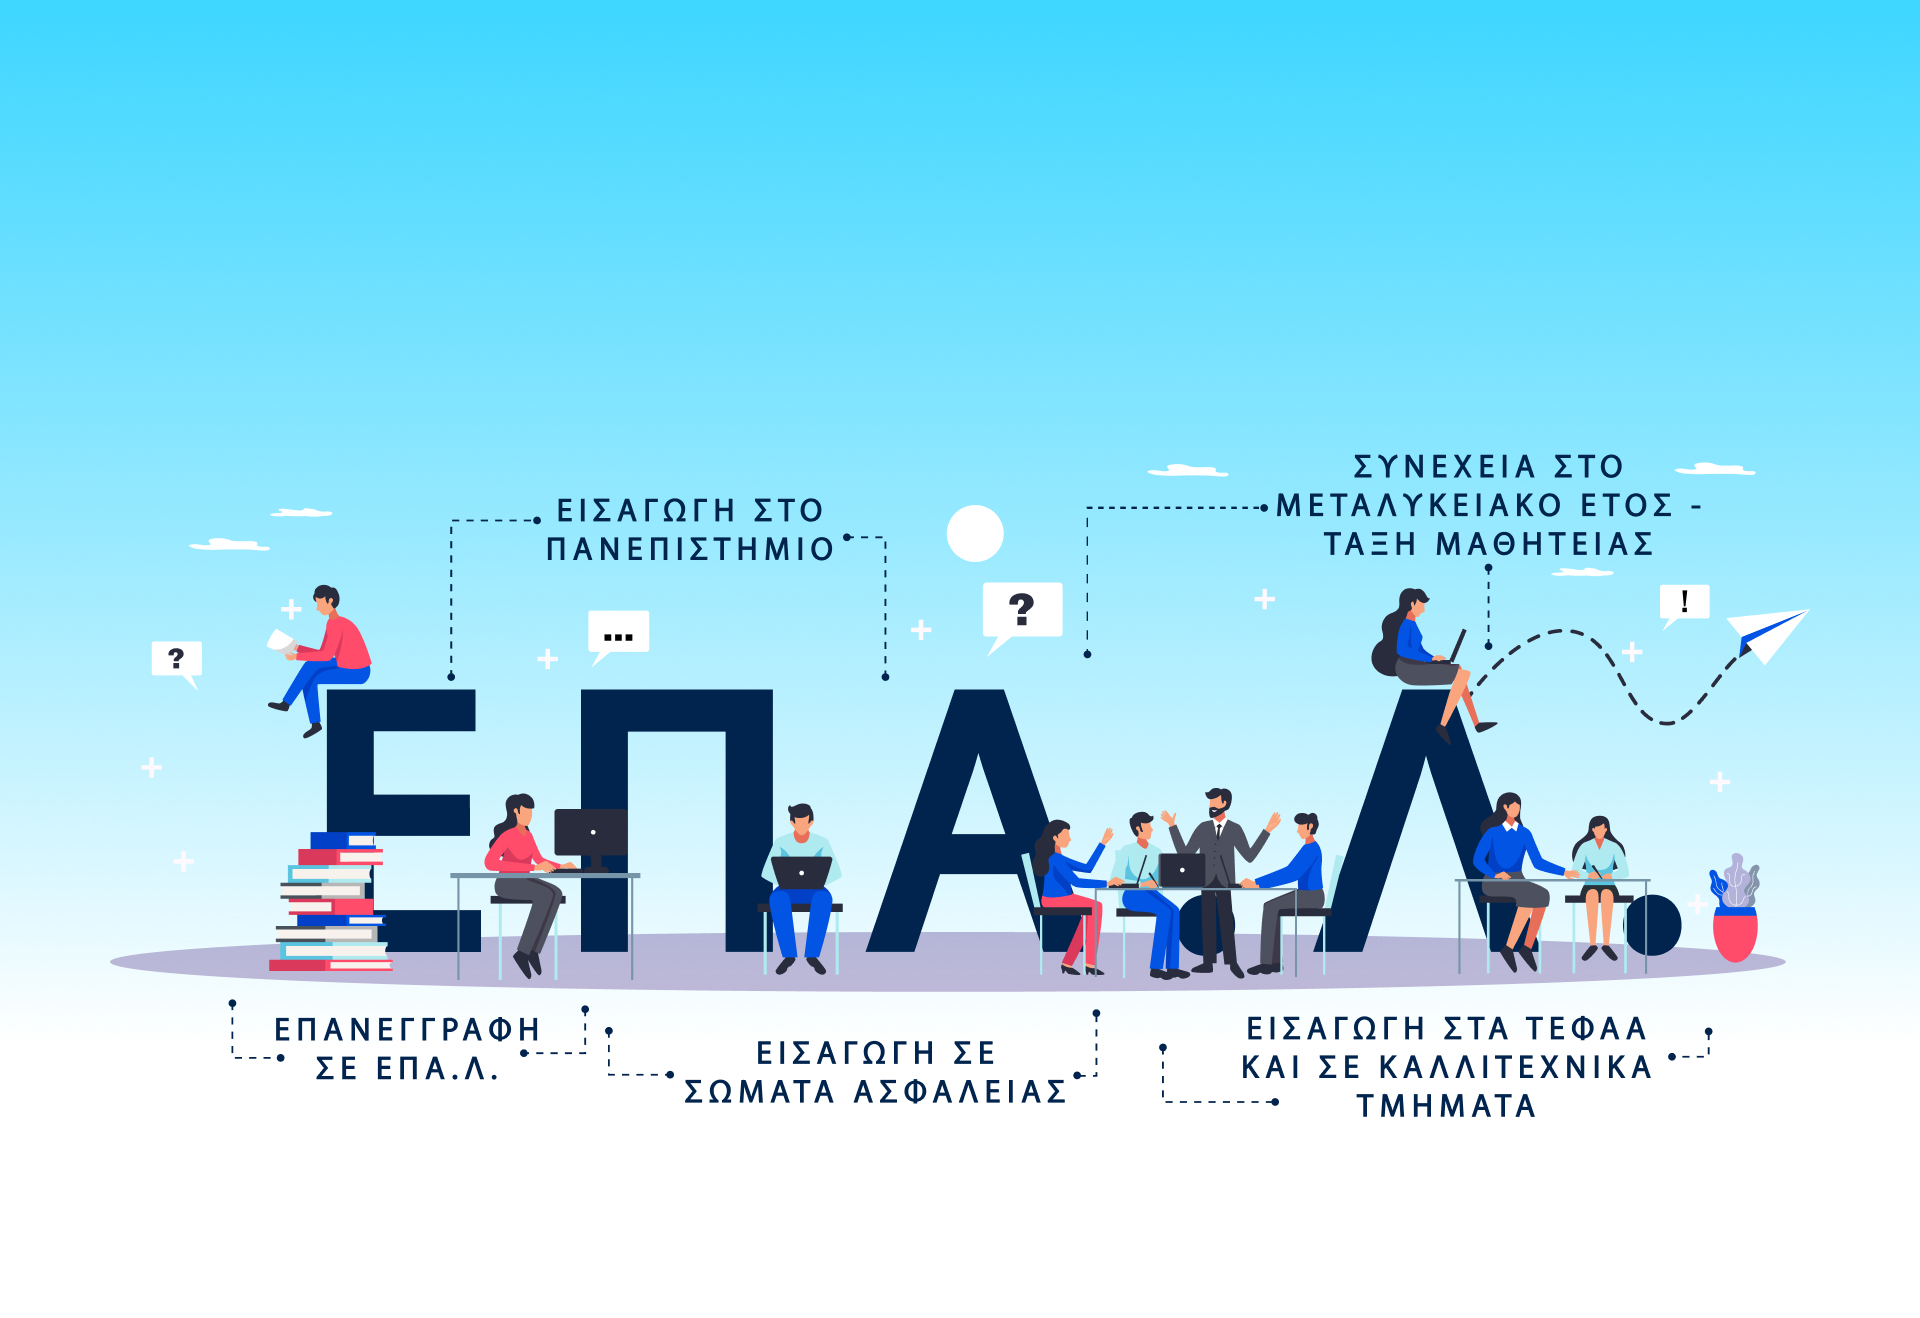 ΣΥΝΕΧΕΙΑ ΣΤΟ
ΜΕΤΑΛΥΚΕΙΑΚΟ ΕΤΟΣ -
ΤΑΞΗ ΜΑΘΗΤΕΙΑΣ
ΕΙΣΑΓΩΓΗ ΣΤΟ
ΠΑΝΕΠΙΣΤΗΜΙΟ
?
...
?
!
ΕΠΑ.Λ.
ΕΠΑΝΕΓΓΡΑΦΗ
ΣΕ ΕΠΑ.Λ.
ΕΙΣΑΓΩΓΗ ΣΕ
ΣΩΜΑΤΑ ΑΣΦΑΛΕΙΑΣ
ΕΙΣΑΓΩΓΗ ΣΤΑ ΤΕΦΑΑ
ΚΑΙ ΣΕ ΚΑΛΛΙΤΕΧΝΙΚΑ
ΤΜΗΜΑΤΑ